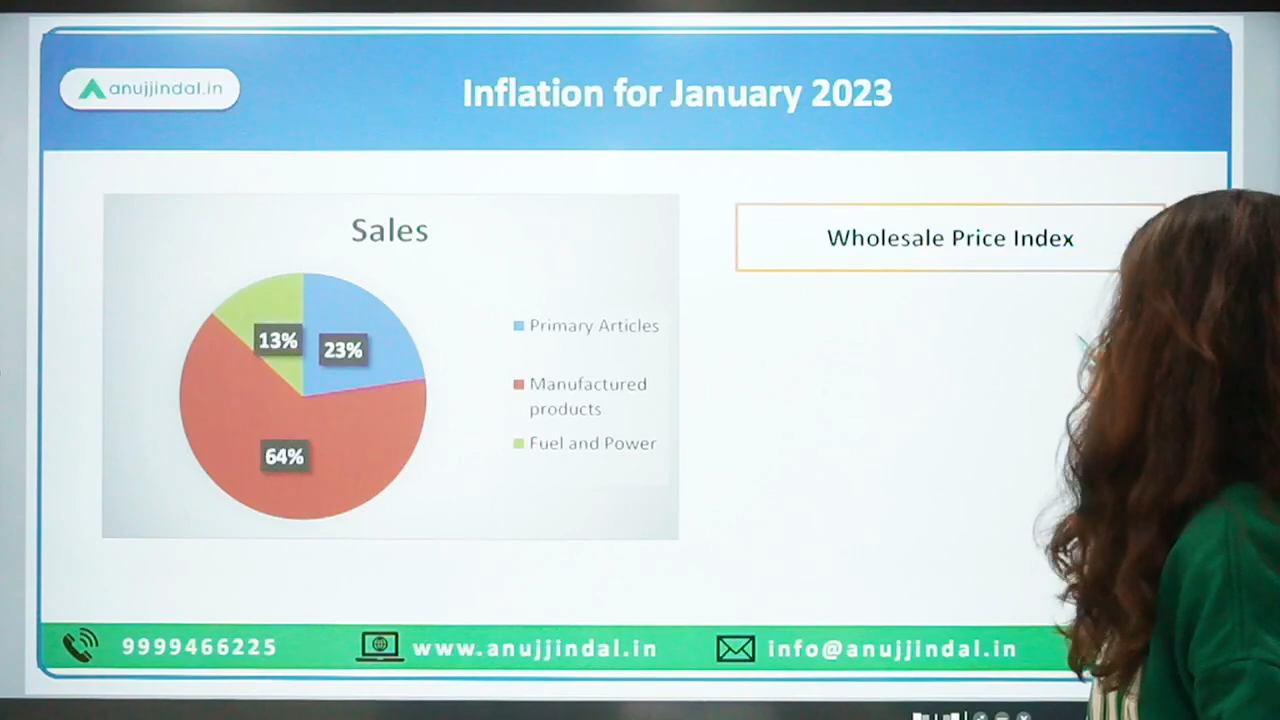 anujjindal.in
Inflation for January 2023
Sales
Wholesale Price Index
13%
23%
64%
Primary Articles
Manufactured
products
Fuel and Power
9999466225
www.anujjindal.in
info@anujjindal.in